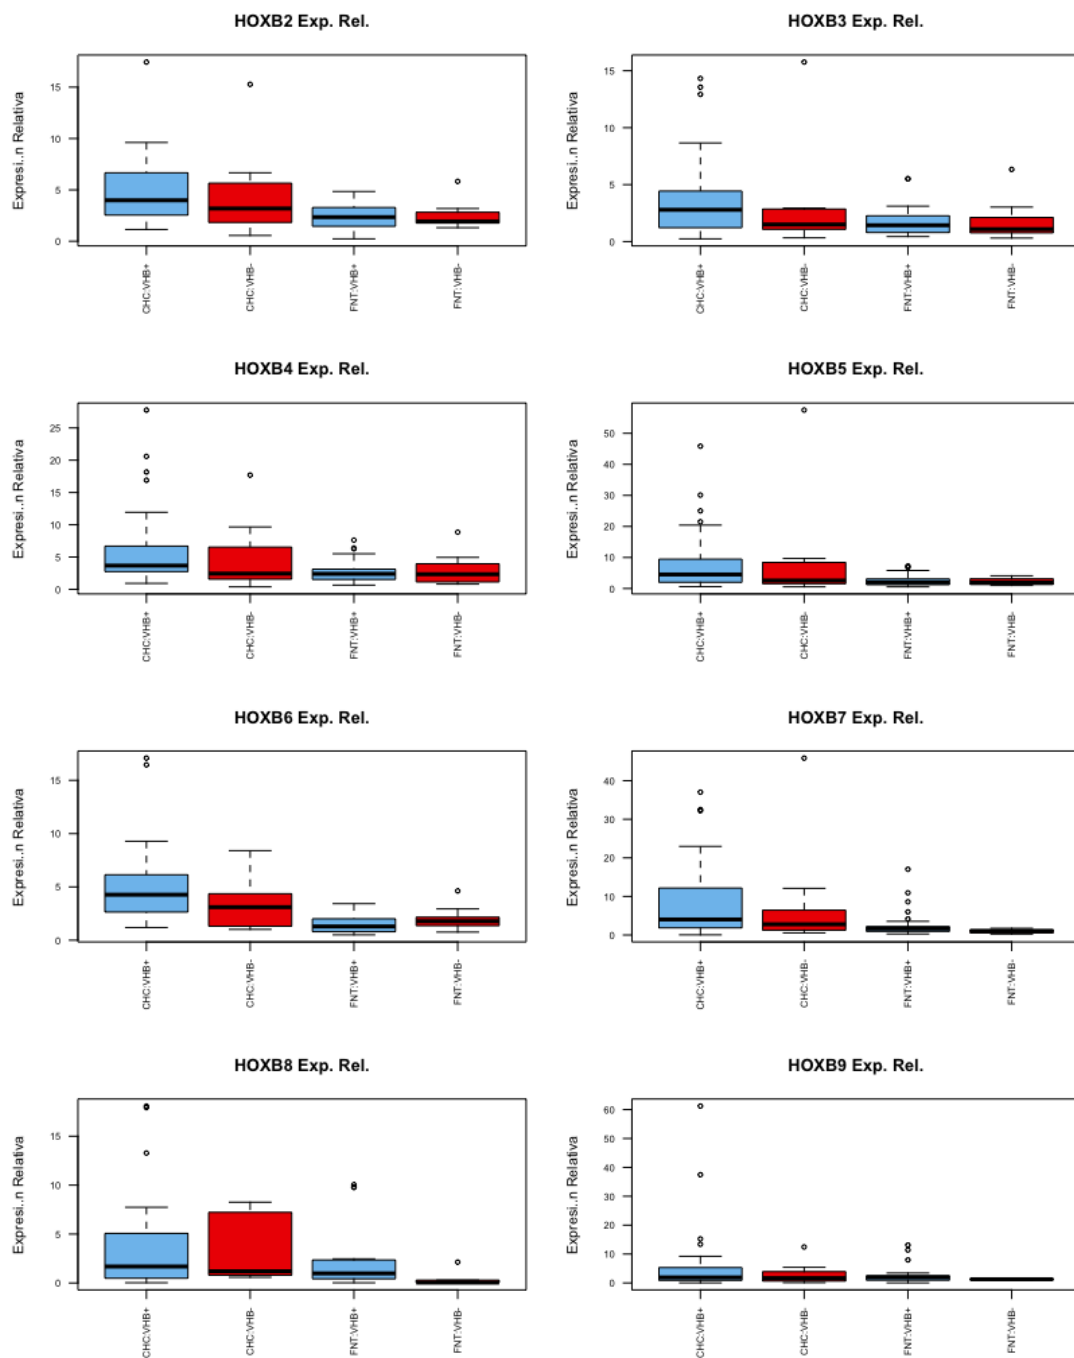 HOXB2 Exp. Rel.
Expresi..n Relativa
15
10
5
0
CHC:VHB+
CHC:VHB-
FNT:VHB+
FNT:VHB-
HOXB3 Exp. Rel.
Expresi..n Relativa
15
10
5
0
CHC:VHB+
CHC:VHB-
FNT:VHB+
FNT:VHB-
HOXB4 Exp. Rel.
Expresi..n Relativa
25
20
15
10
5
0
CHC:VHB+
CHC:VHB-
FNT:VHB+
FNT:VHB-
HOXB5 Exp. Rel.
Expresi..n Relativa
50
40
30
20
10
0
CHC:VHB+
CHC:VHB-
FNT:VHB+
FNT:VHB-
HOXB6 Exp. Rel.
Expresi..n Relativa
15
10
5
0
CHC:VHB+
CHC:VHB-
FNT:VHB+
FNT:VHB-
HOXB7 Exp. Rel.
Expresi..n Relativa
40
30
20
10
0
CHC:VHB+
CHC:VHB-
FNT:VHB+
FNT:VHB-
HOXB8 Exp. Rel.
Expresi..n Relativa
15
10
5
0
CHC:VHB+
CHC:VHB-
FNT:VHB+
FNT:VHB-
HOXB9 Exp. Rel.
Expresi..n Relativa
60
50
40
30
20
10
0
CHC:VHB+
CHC:VHB-
FNT:VHB+
FNT:VHB-